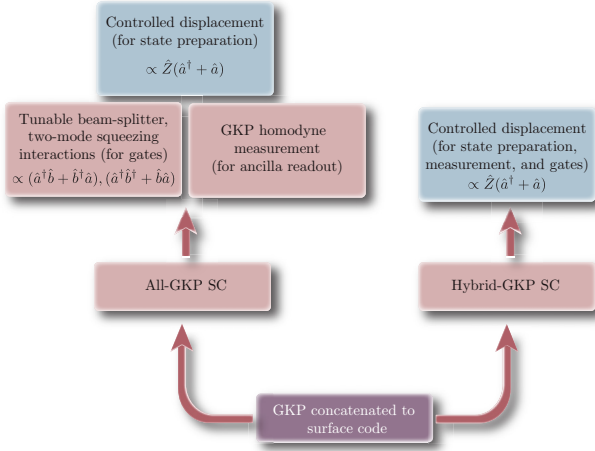 Controlled displacement
(for state preparation)
∝ Ẑ(â† + â)
Tunable beam-splitter,
two-mode squeezing
interactions (for gates)
∝ (â†b̂ + b̂†â), (â†b̂† + b̂â)
GKP homodyne
measurement
(for ancilla readout)
Controlled displacement
(for state preparation,
measurement, and gates)
∝ Ẑ(â† + â)
All-GKP SC
Hybrid-GKP SC
GKP concatenated to
surface code